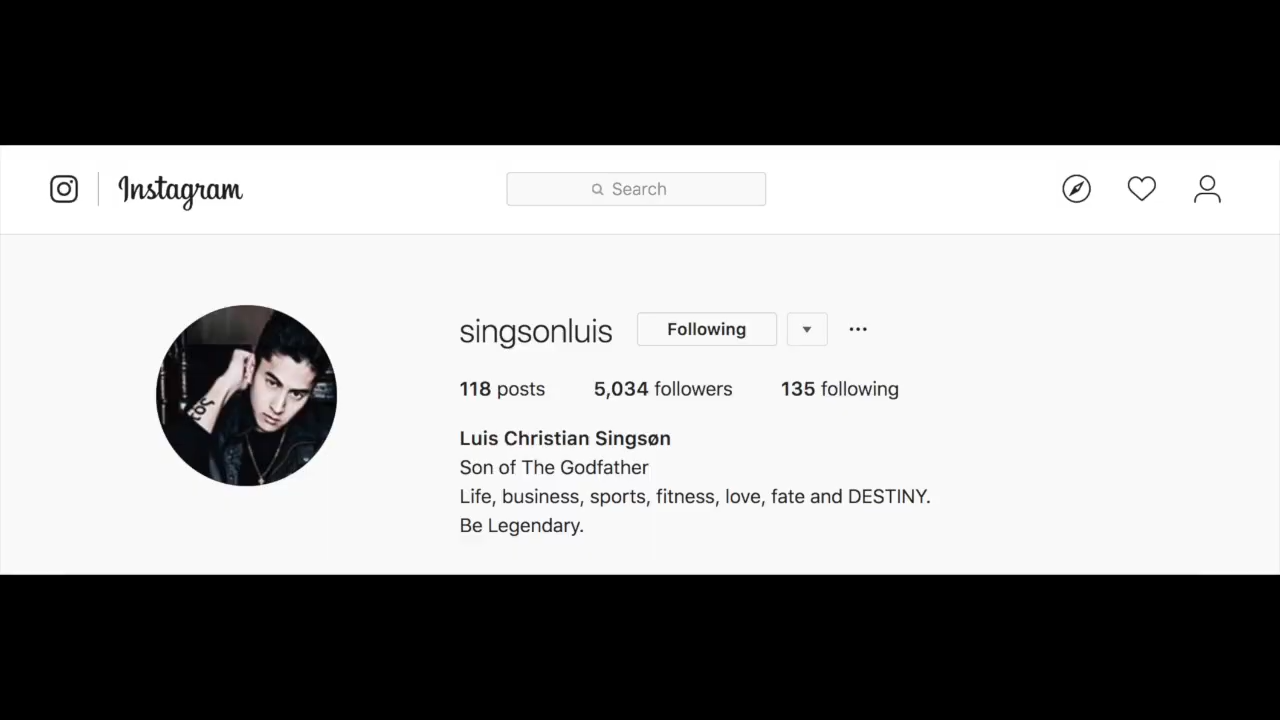 Instagram
Search
singsonluis Following
118 posts 5,034 followers 135 following
Luis Christian Singsøn
Son of The Godfather
Life, business, sports, fitness, love, fate and DESTINY.
Be Legendary.